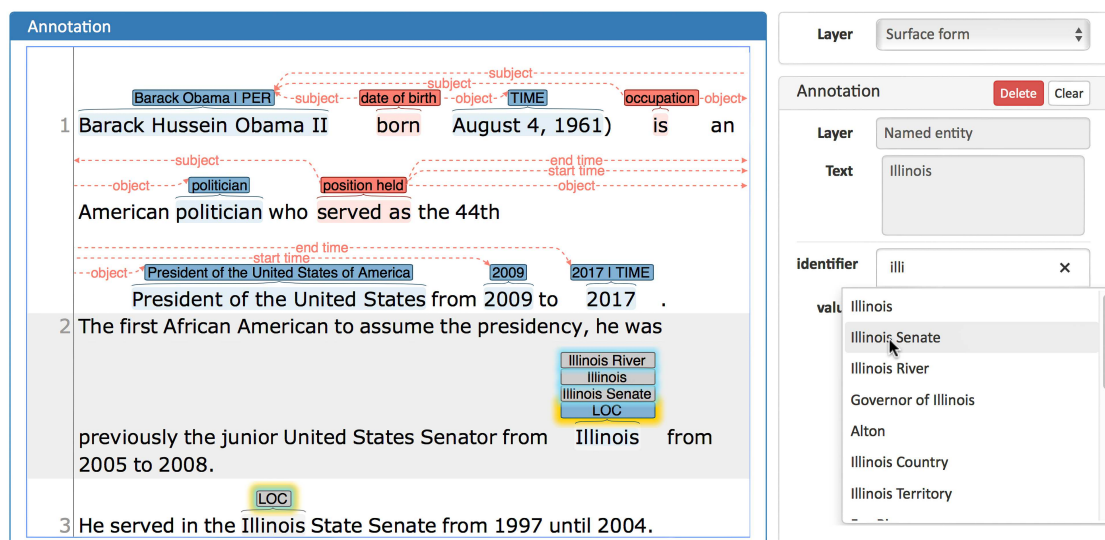 Annotation
subject
subject
Barack Obama | PER subject date of birth object TIME occupation object
1 Barack Hussein Obama II born August 4, 1961) is an
subject end time
start time
object politician position held object
American politician who served as the 44th
end time
start time
object President of the United States of America 2009 2017 | TIME
President of the United States from 2009 to 2017 .
2 The first African American to assume the presidency, he was
Illinois River
Illinois
Illinois Senate
LOC
previously the junior United States Senator from Illinois from
2005 to 2008.
LOC
3 He served in the Illinois State Senate from 1997 until 2004.
Layer Surface form
Annotation Delete Clear
Layer Named entity
Text Illinois
identifier illi ×
Illinois
Illinois Senate
Illinois River
Governor of Illinois
Alton
Illinois Country
Illinois Territory